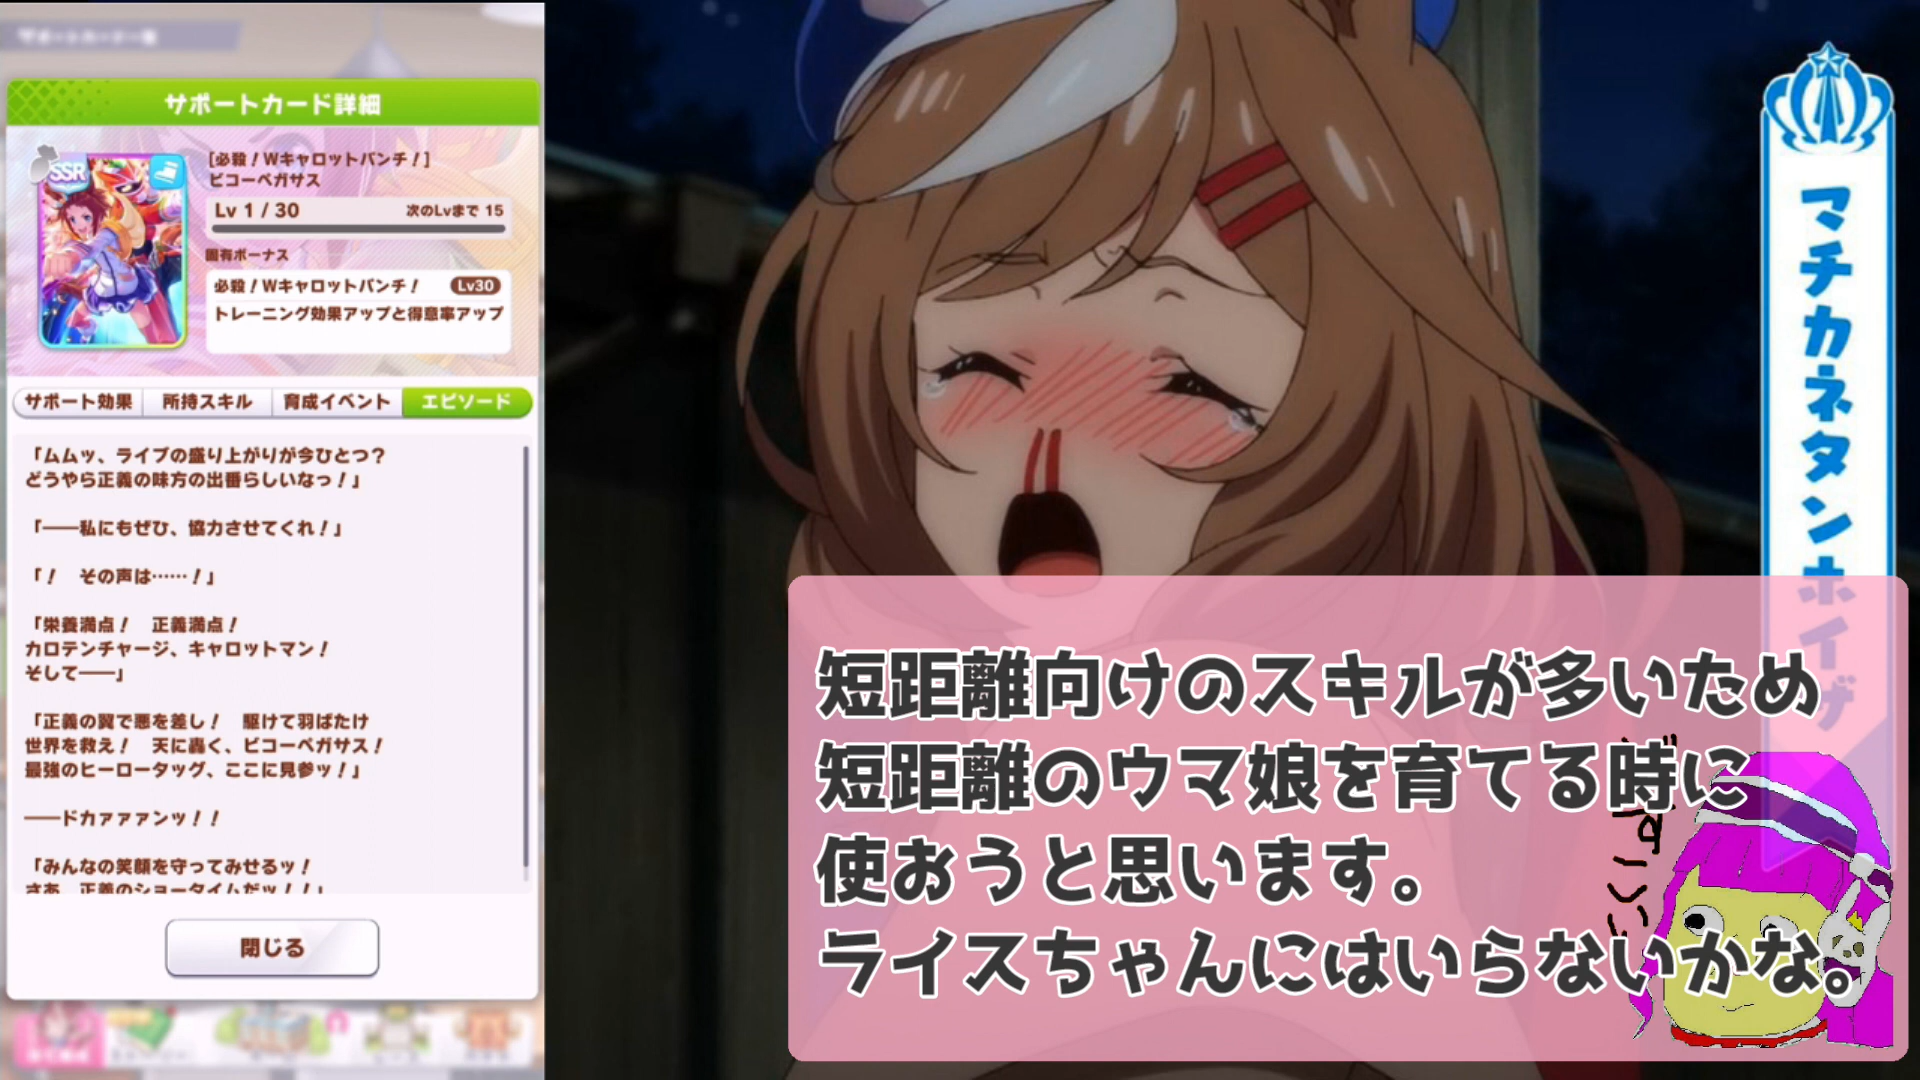 サポートカード詳細
SSR
[必殺！Wキャロットパンチ！]
ビコーペガサス
Lv 1 / 30
次のLvまで 15
固有ボーナス
必殺！Wキャロットパンチ！
Lv30
トレーニング効果アップと得意率アップ
サポート効果
所持スキル
育成イベント
エピソード
「ムムッ、ライブの盛り上がりが今ひとつ？
どうやら正義の味方の出番らしいなっ！」
「――私にもぜひ、協力させてくれ！」
「！　その声は……！」
「栄養満点！　正義満点！
カロテンチャージ、キャロットマン！
そして――」
「正義の翼で悪を差し！　駆けて羽ばたけ
世界を救え！　天に轟く、ビコーペガサス！
最強のヒーロータッグ、ここに見参ッ！」
――ドカァァァンッ！！
「みんなの笑顔を守ってみせるッ！
さあ、正義のショータイムだッ！！」
閉じる
マチカネタンホイザ
短距離向けのスキルが多いため
短距離のウマ娘を育てる時に
使おうと思います。
ライスちゃんにはいらないかな。